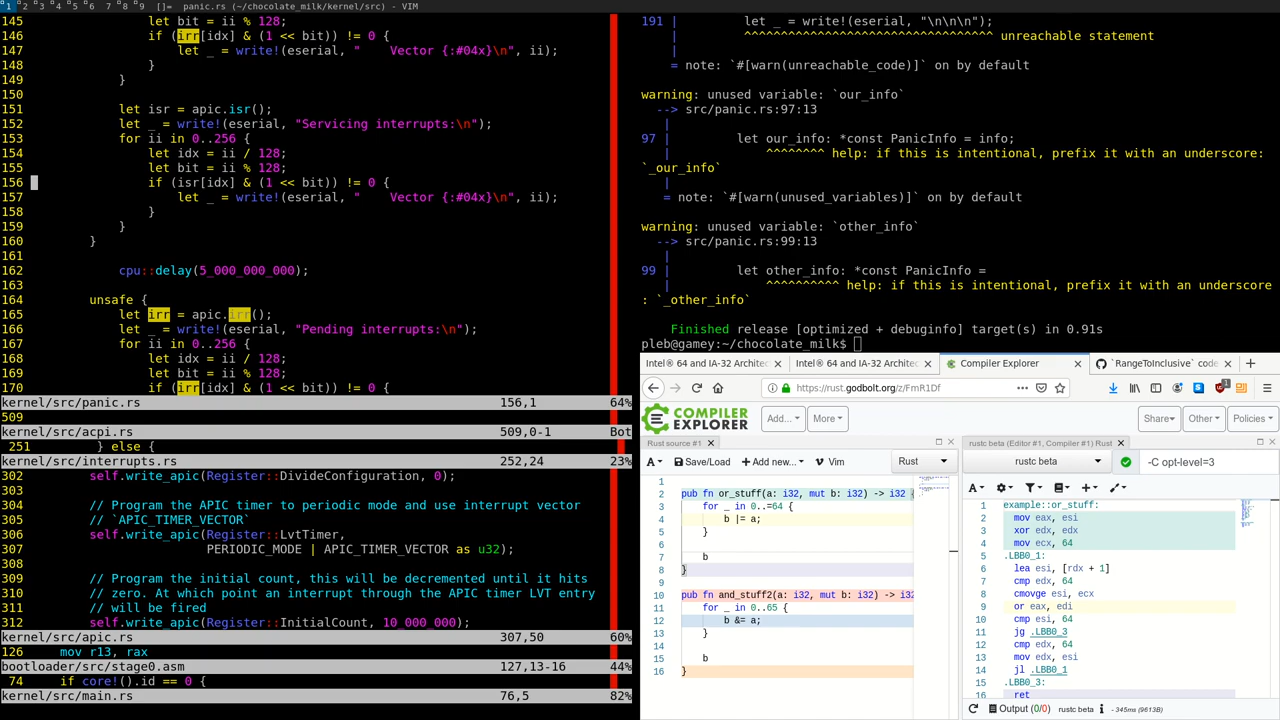 1 2 3 4 5 6 7 8 9 []= panic.rs (~/chocolate_milk/kernel/src) - VIM
145 let bit = ii % 128;
146 if (irr[idx] & (1 << bit)) != 0 {
147 let _ = write!(eserial, "    Vector {:#04x}\n", ii);
148 }
149 }
150
151 let isr = apic.isr();
152 let _ = write!(eserial, "Servicing interrupts:\n");
153 for ii in 0..256 {
154 let idx = ii / 128;
155 let bit = ii % 128;
156 if (isr[idx] & (1 << bit)) != 0 {
157 let _ = write!(eserial, "    Vector {:#04x}\n", ii);
158 }
159 }
160 }
161
162 cpu::delay(5_000_000_000);
163
164 unsafe {
165 let irr = apic.irr();
166 let _ = write!(eserial, "Pending interrupts:\n");
167 for ii in 0..256 {
168 let idx = ii / 128;
169 let bit = ii % 128;
170 if (irr[idx] & (1 << bit)) != 0 {
kernel/src/panic.rs 156,1 64%
509
kernel/src/acpi.rs 509,0-1 Bot
251 } else {
kernel/src/interrupts.rs 252,24 23%
302 self.write_apic(Register::DivideConfiguration, 0);
303
304 // Program the APIC timer to periodic mode and use interrupt vector
305 // `APIC_TIMER_VECTOR`
306 self.write_apic(Register::LvtTimer,
307 PERIODIC_MODE | APIC_TIMER_VECTOR as u32);
308
309 // Program the initial count, this will be decremented until it hits
310 // zero. At which point an interrupt through the APIC timer LVT entry
311 // will be fired
312 self.write_apic(Register::InitialCount, 10_000_000);
kernel/src/apic.rs 307,50 60%
126 mov r13, rax
bootloader/src/stage0.asm 127,13-16 44%
74 if core!().id == 0 {
kernel/src/main.rs 76,5 82%
191 | let _ = write!(eserial, "\n\n\n");
| ^^^^^^^^^^^^^^^^^^^^^^^^^^^^^^^^^^ unreachable statement
|
= note: `#[warn(unreachable_code)]` on by default
warning: unused variable: `our_info`
--> src/panic.rs:97:13
|
97 | let our_info: *const PanicInfo = info;
| ^^^^^^^^ help: if this is intentional, prefix it with an underscore:
`_our_info`
|
= note: `#[warn(unused_variables)]` on by default
warning: unused variable: `other_info`
--> src/panic.rs:99:13
|
99 | let other_info: *const PanicInfo =
| ^^^^^^^^^^ help: if this is intentional, prefix it with an underscore
: `_other_info`
Finished release [optimized + debuginfo] target(s) in 0.91s
pleb@gamey:~/chocolate_milk$
Intel® 64 and IA-32 Architec Intel® 64 and IA-32 Architec Compiler Explorer `RangeToInclusive` code
https://rust.godbolt.org/z/FmR1Df
COMPILER EXPLORER Add... More Share Other Policies
Rust source #1 rustc beta (Editor #1, Compiler #1) Rust
A Save/Load Add new... Vim Rust rustc beta -C opt-level=3
1
2 pub fn or_stuff(a: i32, mut b: i32) -> i32 {
3 for _ in 0..=64 {
4 b |= a;
5 }
6
7 b
8 }
9
10 pub fn and_stuff2(a: i32, mut b: i32) -> i32
11 for _ in 0..65 {
12 b &= a;
13 }
14
15 b
16 }
1 example::or_stuff:
2 mov eax, esi
3 xor edx, edx
4 mov ecx, 64
5 .LBB0_1:
6 lea esi, [rdx + 1]
7 cmp edx, 64
8 cmovge esi, ecx
9 or eax, edi
10 cmp esi, 64
11 jg .LBB0_3
12 cmp edx, 64
13 mov edx, esi
14 jl .LBB0_1
15 .LBB0_3:
16 ret
Output (0/0) rustc beta i - 345ms (9613B)